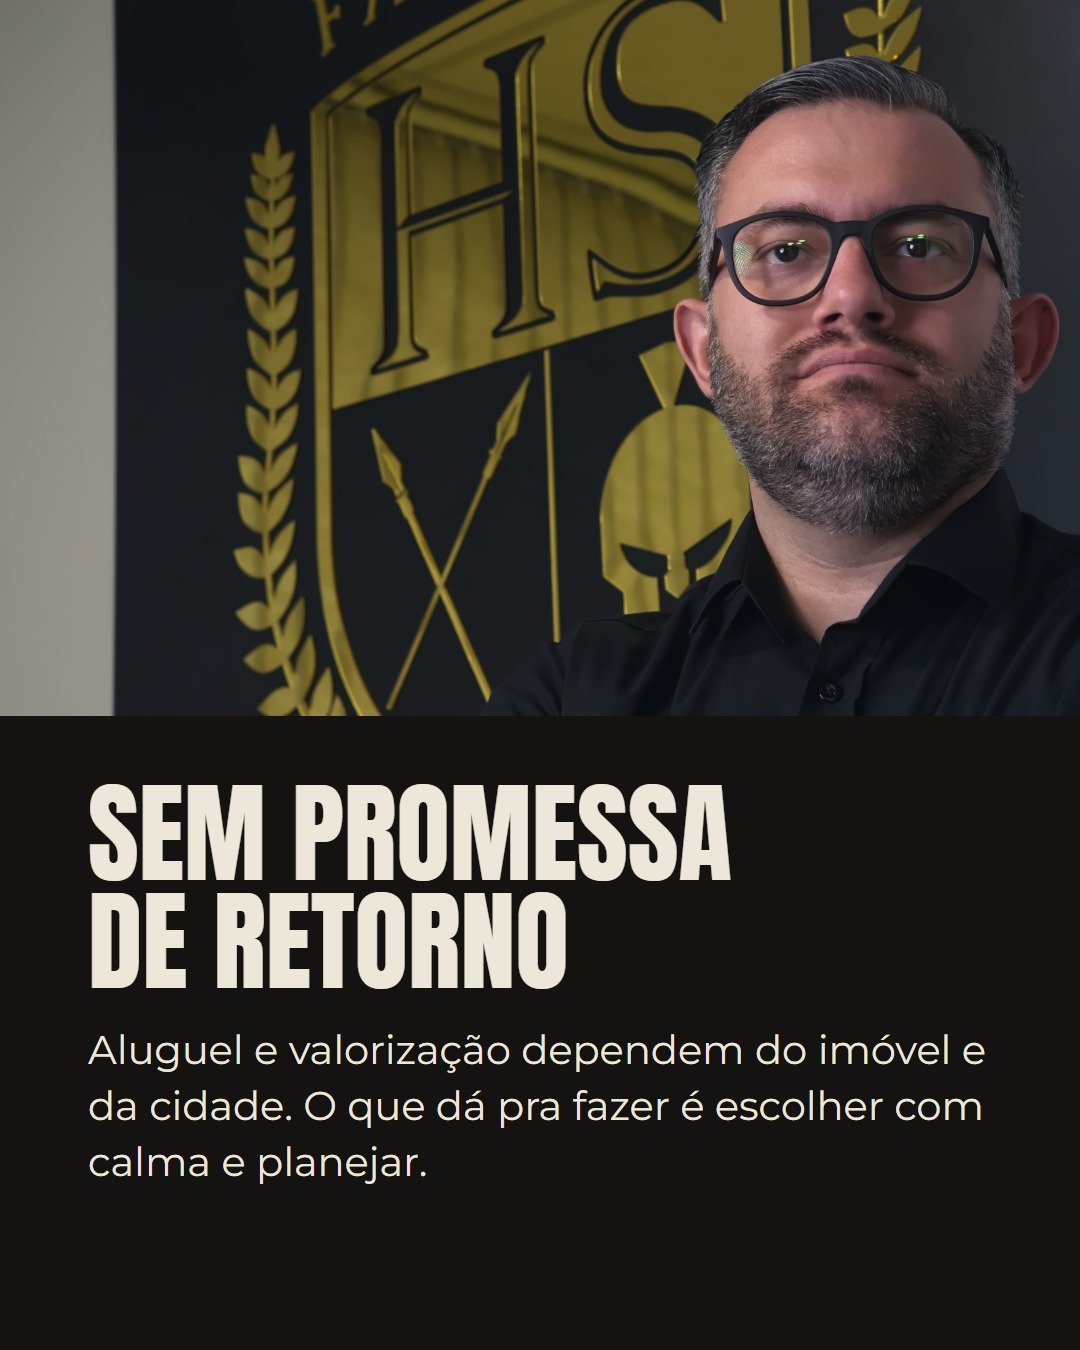 HS
SEM PROMESSA
DE RETORNO
Aluguel e valorização dependem do imóvel e
da cidade. O que dá pra fazer é escolher com
calma e planejar.